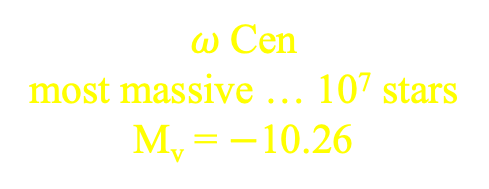 ω Cen
most massive … 10⁷ stars
Mᵥ = −10.26